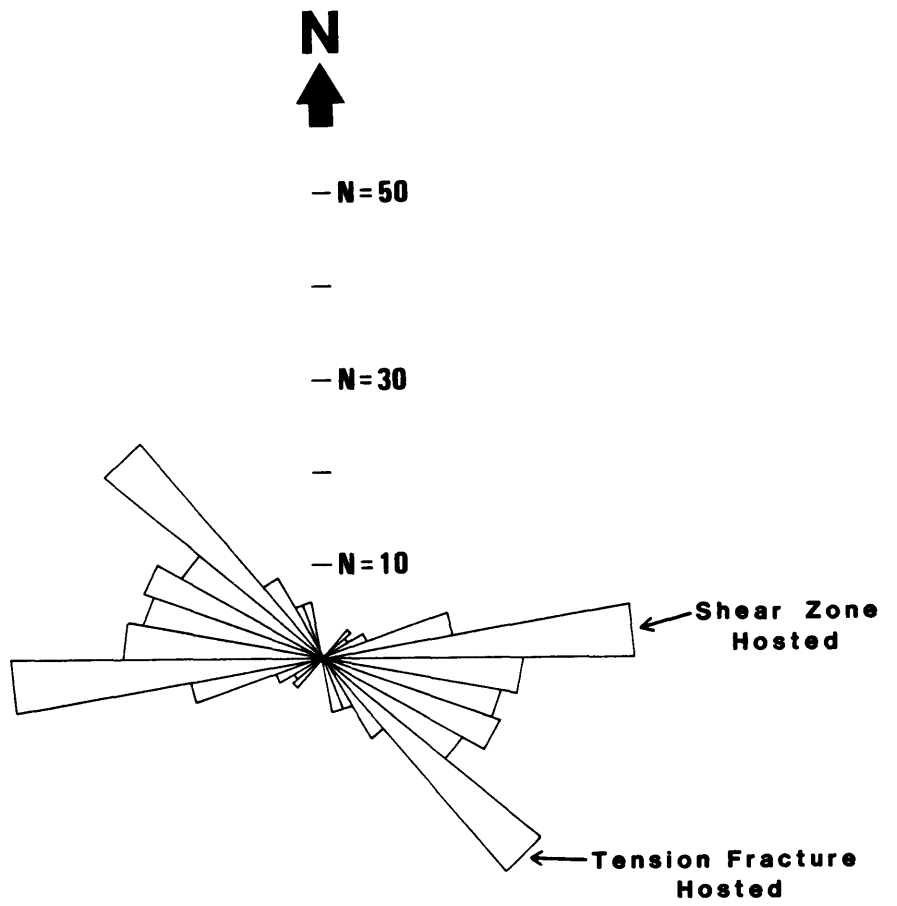 N
N=50
N=30
N=10
Shear Zone
Hosted
Tension Fracture
Hosted